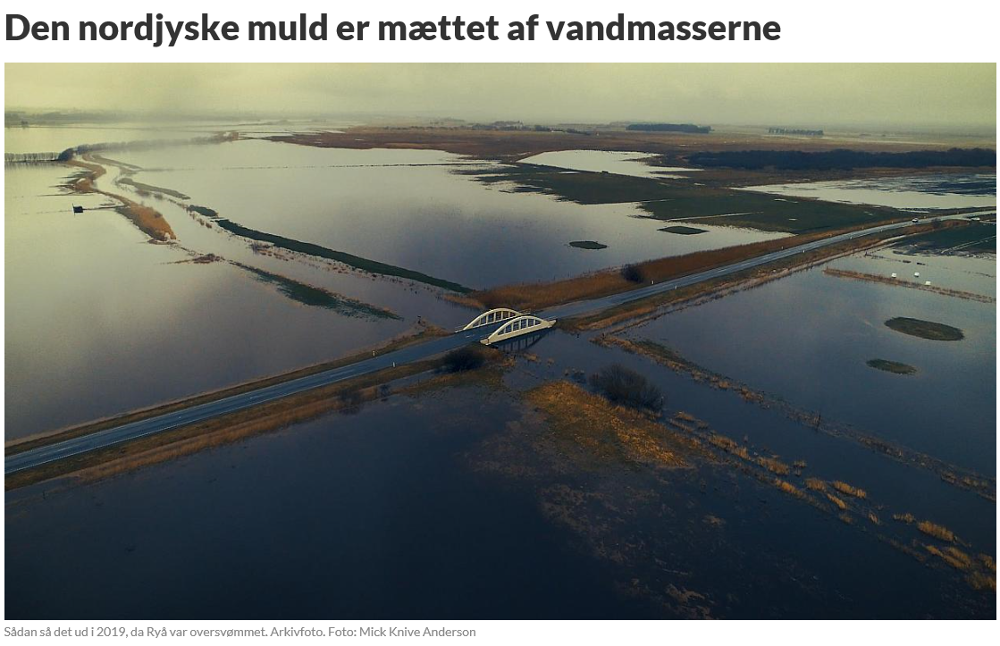 Den nordjyske muld er mættet af vandmasserne
Sådan så det ud i 2019, da Ryå var oversvømmet. Arkivfoto. Foto: Mick Knive Anderson